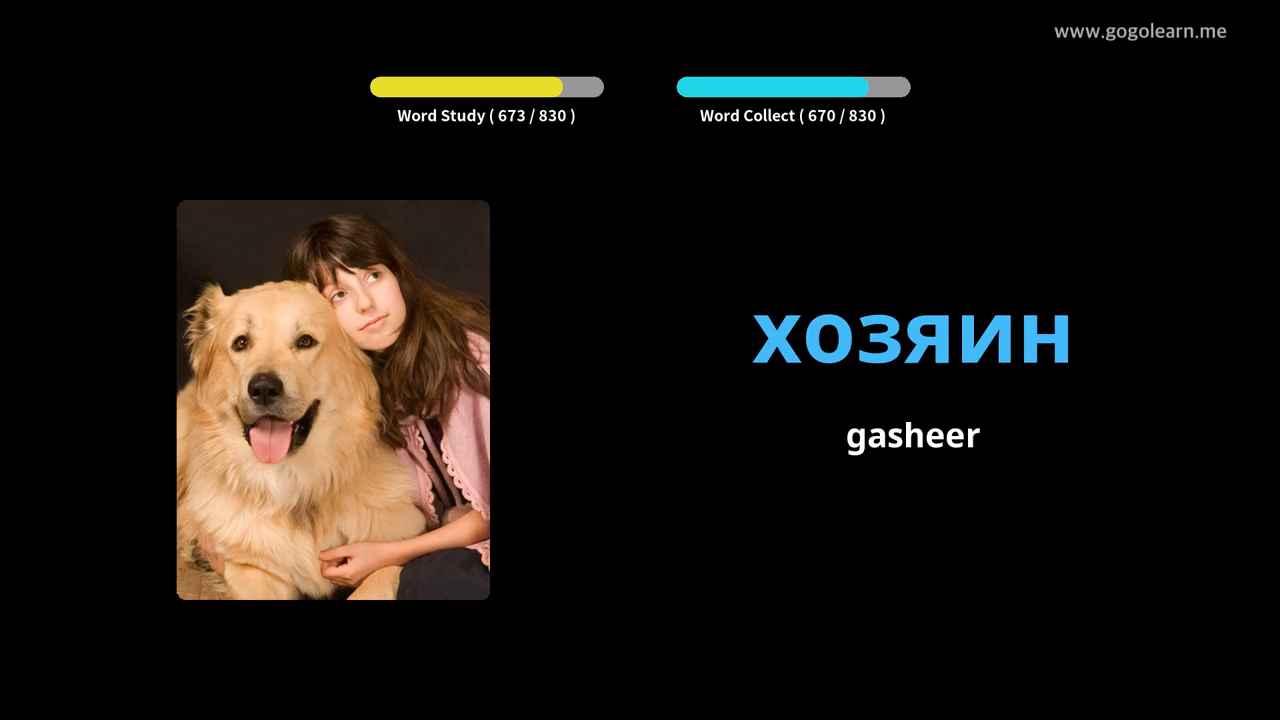 www.gogolearn.me
Word Study ( 673 / 830 )
Word Collect ( 670 / 830 )
хозяин
gasheer